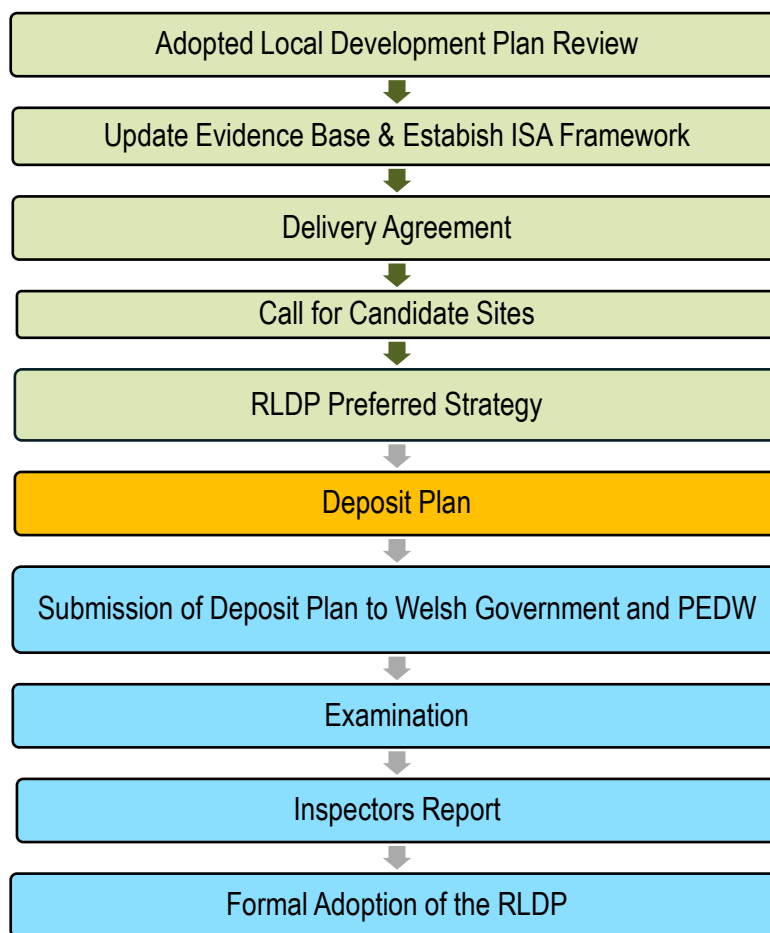 Adopted Local Development Plan Review
Update Evidence Base & Estabish ISA Framework
Delivery Agreement
Call for Candidate Sites
RLDP Preferred Strategy
Deposit Plan
Submission of Deposit Plan to Welsh Government and PEDW
Examination
Inspectors Report
Formal Adoption of the RLDP